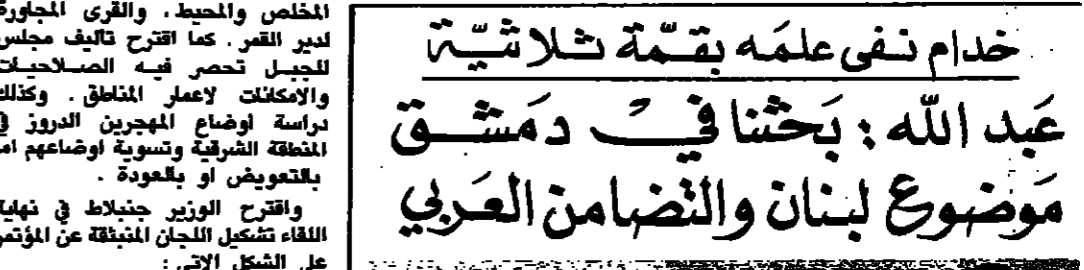 خدام نفى علمه بقمة ثلاثية
عبد الله : بحثنا في دمشق
موضوع لبنان والتضامن العربي
المخلص والمحيط ، والقرى المجاورة
لدير القمر . كما اقترح تاليف مجلس
للجبل تحصر فيه الصلاحيات
والامكانات لاعمار المناطق . وكذلك
دراسة اوضاع المهجرين الدروز في
المنطقة الشرقية وتسوية اوضاعهم اما
بالتعويض او بالعودة .
واقترح الوزير جنبلاط في نهاية
اللقاء تشكيل اللجان المنبثقة عن المؤتمر
على الشكل الاتي :